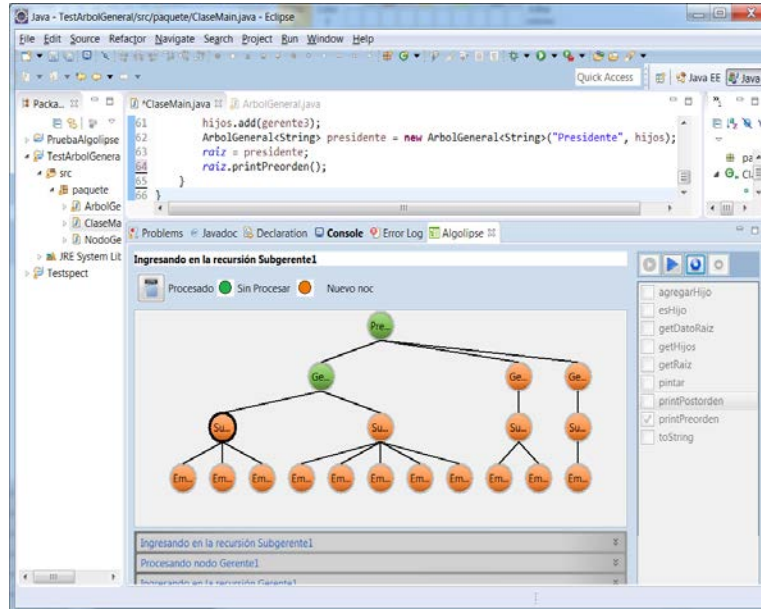 Java - TestArbolGeneral/src/paquete/ClaseMain.java - Eclipse
File Edit Source Refactor Navigate Search Project Run Window Help
Quick Access Java EE Java
Packa...
PruebaAlgolipse
TestArbolGenera
src
paquete
ArbolGe
ClaseMa
NodoGe
JRE System Lit
Testspect
*ClaseMain.java ArbolGeneral.java
61 hijos.add(gerente3);
62 ArbolGeneral<String> presidente = new ArbolGeneral<String>("Presidente", hijos);
63 raiz = presidente;
64 raiz.printPreorden();
65 }
66 }
pa
Problems Javadoc Declaration Console Error Log Algolipse
Ingresando en la recursión Subgerente1
Procesado Sin Procesar Nuevo noc
Pre...
Ge... Ge... Ge...
Su... Su... Su... Su...
Em... Em... Em... Em... Em... Em... Em... Em... Em... Em... Em...
Ingresando en la recursión Subgerente1
Procesando nodo Gerente1
Ingresando en la recursión Gerente1
agregarHijo
esHijo
getDatoRaiz
getHijos
getRaiz
pintar
printPostorden
printPreorden
toString